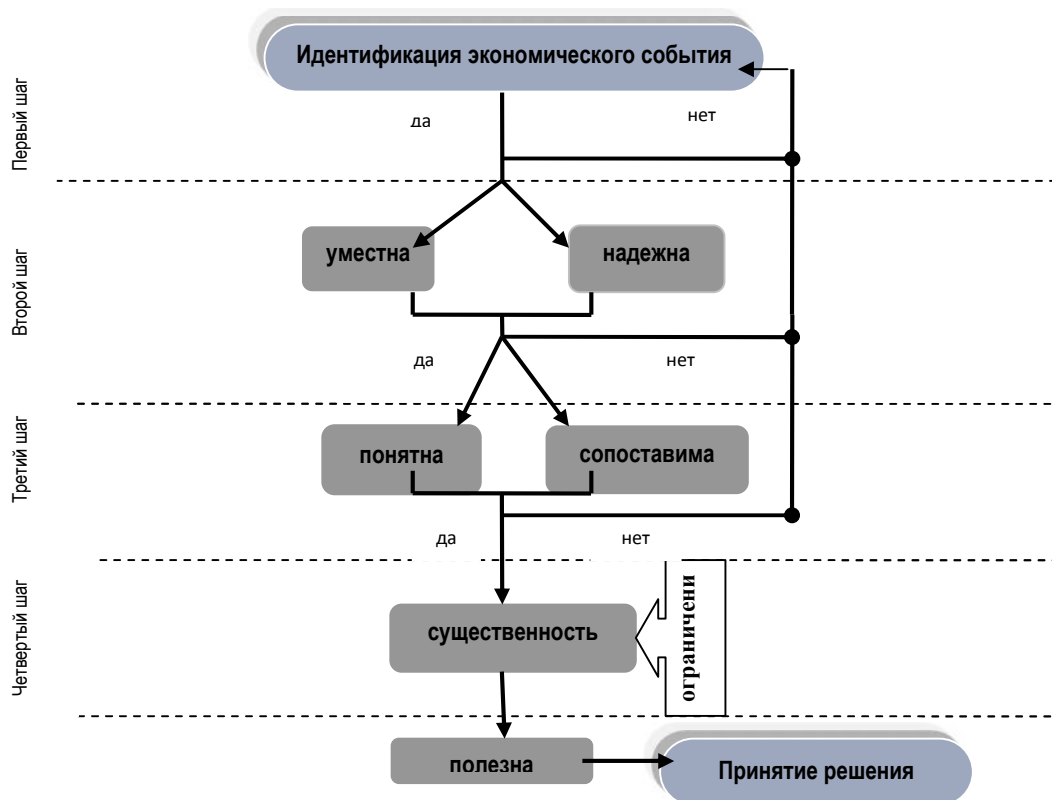 Идентификация экономического события
Первый шаг
да
нет
Второй шаг
уместна
надежна
да
нет
Третий шаг
понятна
сопоставима
да
нет
Четвертый шаг
существенность
ограничени
полезна
Принятие решения